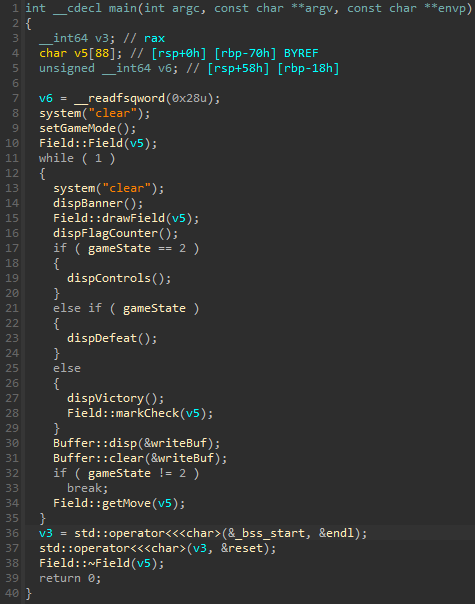 1 int __cdecl main(int argc, const char **argv, const char **envp)
2 {
3   __int64 v3; // rax
4   char v5[88]; // [rsp+0h] [rbp-70h] BYREF
5   unsigned __int64 v6; // [rsp+58h] [rbp-18h]
6
7   v6 = __readfsqword(0x28u);
8   system("clear");
9   setGameMode();
10   Field::Field(v5);
11   while ( 1 )
12   {
13     system("clear");
14     dispBanner();
15     Field::drawField(v5);
16     dispFlagCounter();
17     if ( gameState == 2 )
18     {
19       dispControls();
20     }
21     else if ( gameState )
22     {
23       dispDefeat();
24     }
25     else
26     {
27       dispVictory();
28       Field::markCheck(v5);
29     }
30     Buffer::disp(&writeBuf);
31     Buffer::clear(&writeBuf);
32     if ( gameState != 2 )
33       break;
34     Field::getMove(v5);
35   }
36   v3 = std::operator<<<char>(&_bss_start, &endl);
37   std::operator<<<char>(v3, &reset);
38   Field::~Field(v5);
39   return 0;
40 }